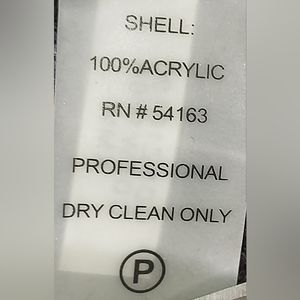 SHELL:
100%ACRYLIC
RN # 54163
PROFESSIONAL
DRY CLEAN ONLY
P